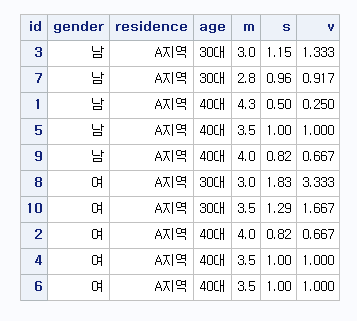 id gender residence age m s v
3 남 A지역 30대 3.0 1.15 1.333
7 남 A지역 30대 2.8 0.96 0.917
1 남 A지역 40대 4.3 0.50 0.250
5 남 A지역 40대 3.5 1.00 1.000
9 남 A지역 40대 4.0 0.82 0.667
8 여 A지역 30대 3.0 1.83 3.333
10 여 A지역 30대 3.5 1.29 1.667
2 여 A지역 40대 4.0 0.82 0.667
4 여 A지역 40대 3.5 1.00 1.000
6 여 A지역 40대 3.5 1.00 1.000